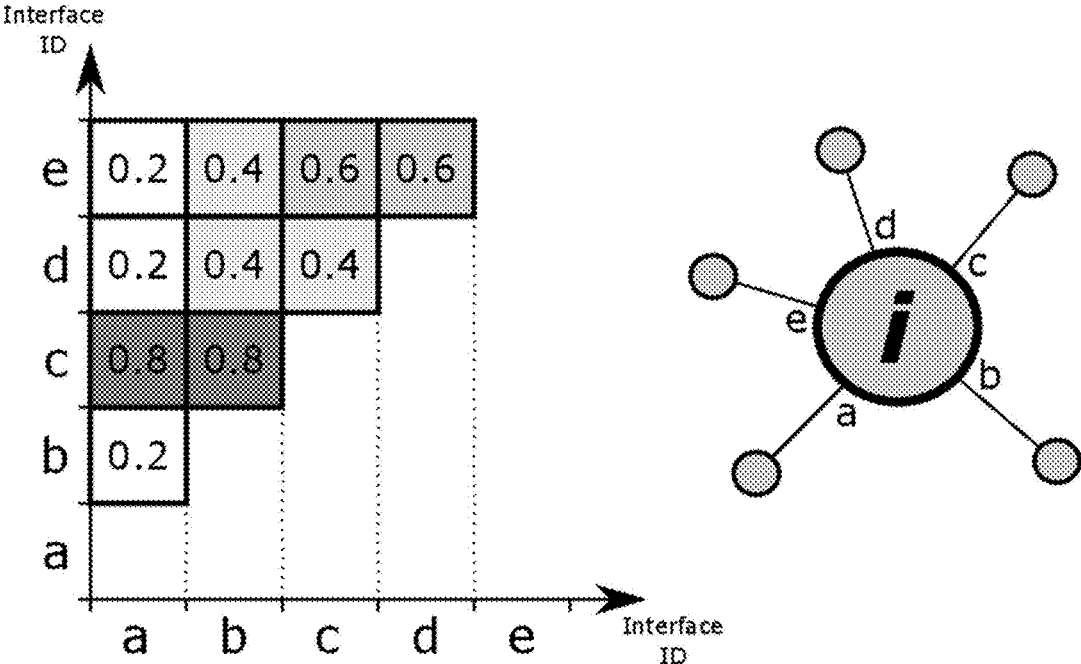 Interface
ID
e 0.2 0.4 0.6 0.6
d 0.2 0.4 0.4
c 0.8 0.8
b 0.2
a
a b c d e
Interface
ID
d
c
e
i
b
a